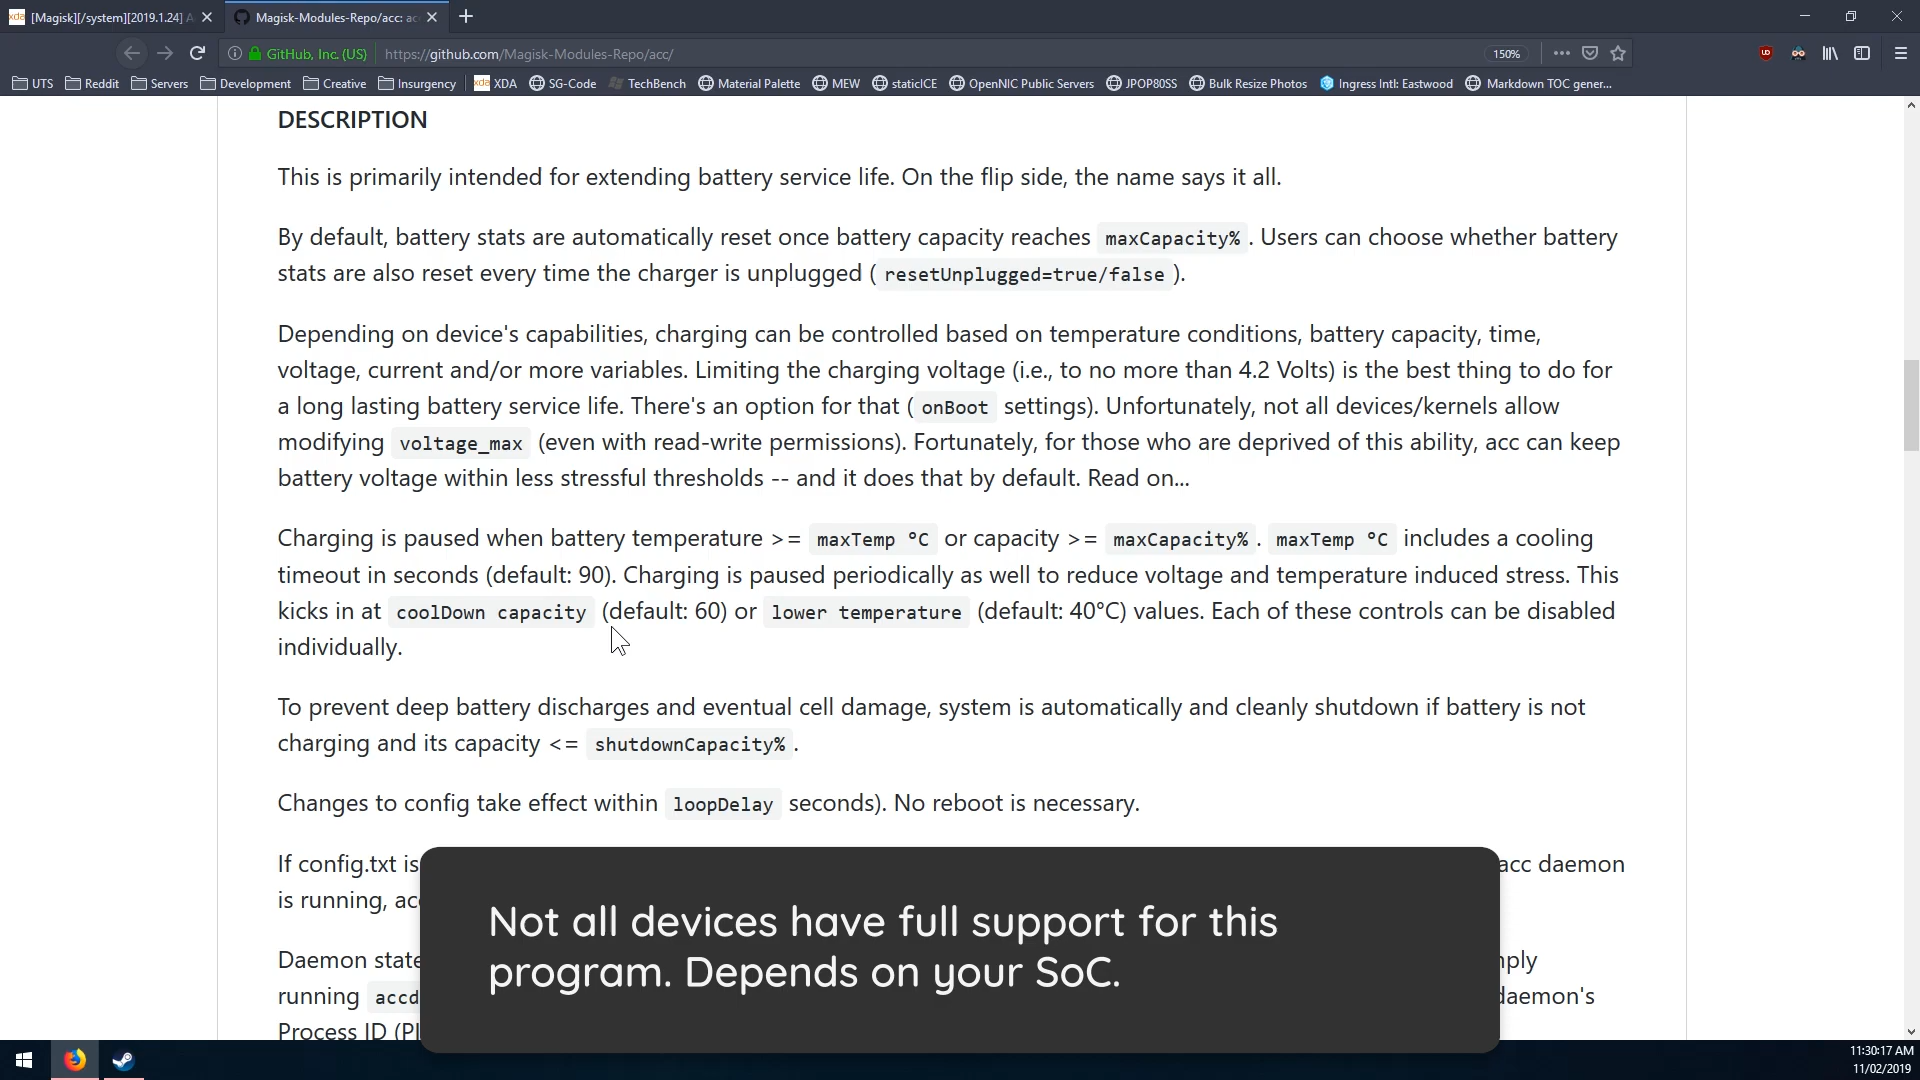 xda [Magisk][/system][2019.1.24] A
Magisk-Modules-Repo/acc: ac
GitHub, Inc. (US)
https://github.com/Magisk-Modules-Repo/acc/
150%
UTS
Reddit
Servers
Development
Creative
Insurgency
xda XDA
SG-Code
TechBench
Material Palette
MEW
staticICE
OpenNIC Public Servers
JPOP80SS
Bulk Resize Photos
Ingress Intl: Eastwood
Markdown TOC gener...
DESCRIPTION
This is primarily intended for extending battery service life. On the flip side, the name says it all.
By default, battery stats are automatically reset once battery capacity reaches maxCapacity% . Users can choose whether battery
stats are also reset every time the charger is unplugged ( resetUnplugged=true/false ).
Depending on device's capabilities, charging can be controlled based on temperature conditions, battery capacity, time,
voltage, current and/or more variables. Limiting the charging voltage (i.e., to no more than 4.2 Volts) is the best thing to do for
a long lasting battery service life. There's an option for that ( onBoot settings). Unfortunately, not all devices/kernels allow
modifying voltage_max (even with read-write permissions). Fortunately, for those who are deprived of this ability, acc can keep
battery voltage within less stressful thresholds -- and it does that by default. Read on...
Charging is paused when battery temperature >= maxTemp °C or capacity >= maxCapacity% . maxTemp °C includes a cooling
timeout in seconds (default: 90). Charging is paused periodically as well to reduce voltage and temperature induced stress. This
kicks in at coolDown capacity (default: 60) or lower temperature (default: 40°C) values. Each of these controls can be disabled
individually.
To prevent deep battery discharges and eventual cell damage, system is automatically and cleanly shutdown if battery is not
charging and its capacity <= shutdownCapacity% .
Changes to config take effect within loopDelay seconds). No reboot is necessary.
If config.txt is acc daemon
is running, acc
Daemon state mply
running accd daemon's
Process ID (PI
Not all devices have full support for this
program. Depends on your SoC.
11:30:17 AM
11/02/2019